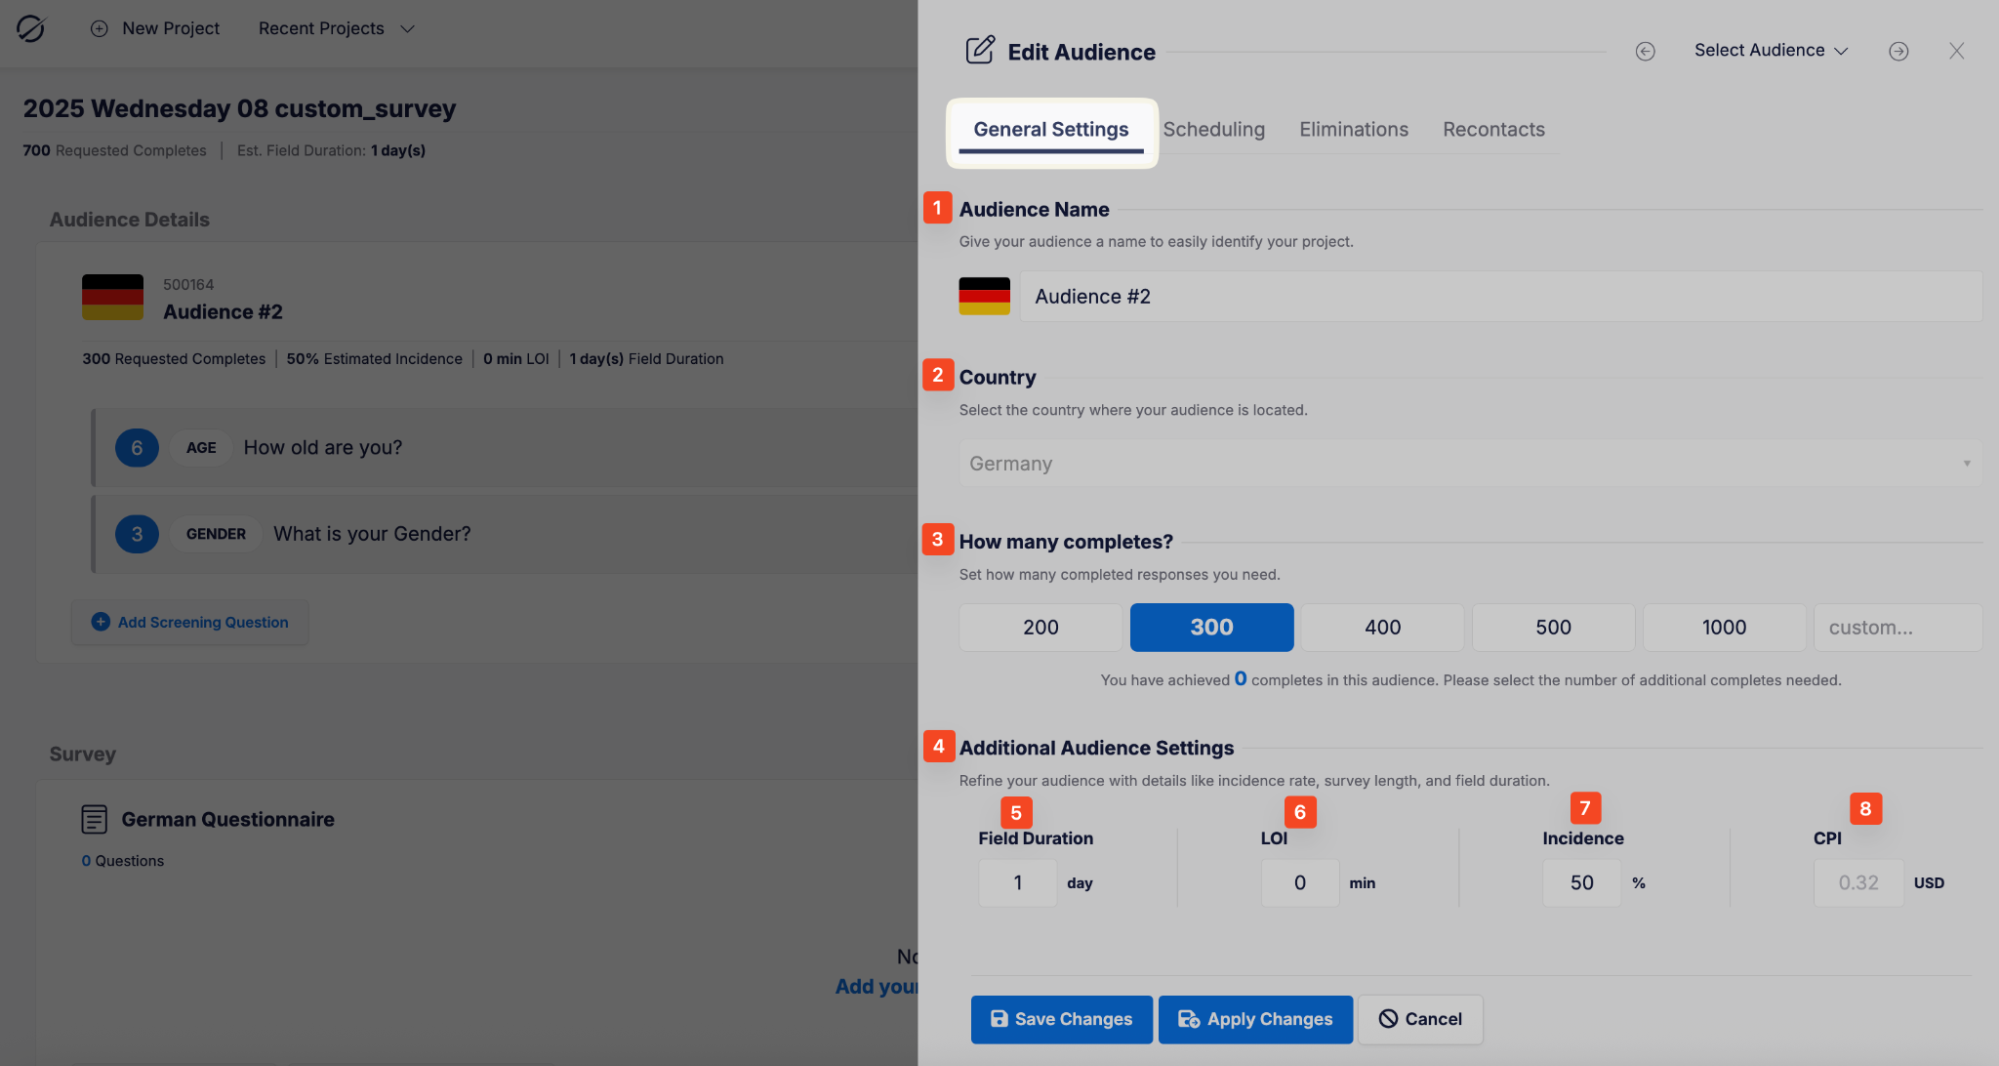 New Project
Recent Projects
2025 Wednesday 08 custom_survey
700 Requested Completes | Est. Field Duration: 1 day(s)
Audience Details
500164
Audience #2
300 Requested Completes | 50% Estimated Incidence | 0 min LOI | 1 day(s) Field Duration
6 AGE How old are you?
3 GENDER What is your Gender?
Add Screening Question
Survey
German Questionnaire
0 Questions
Add your
Edit Audience
Select Audience
General Settings Scheduling Eliminations Recontacts
1 Audience Name
Give your audience a name to easily identify your project.
Audience #2
2 Country
Select the country where your audience is located.
Germany
3 How many completes?
Set how many completed responses you need.
200 300 400 500 1000 custom...
You have achieved 0 completes in this audience. Please select the number of additional completes needed.
4 Additional Audience Settings
Refine your audience with details like incidence rate, survey length, and field duration.
5 6 7 8
Field Duration LOI Incidence CPI
1 day 0 min 50 % 0.32 USD
Save Changes Apply Changes Cancel